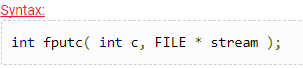 Syntax:
int fputc( int c, FILE * stream );